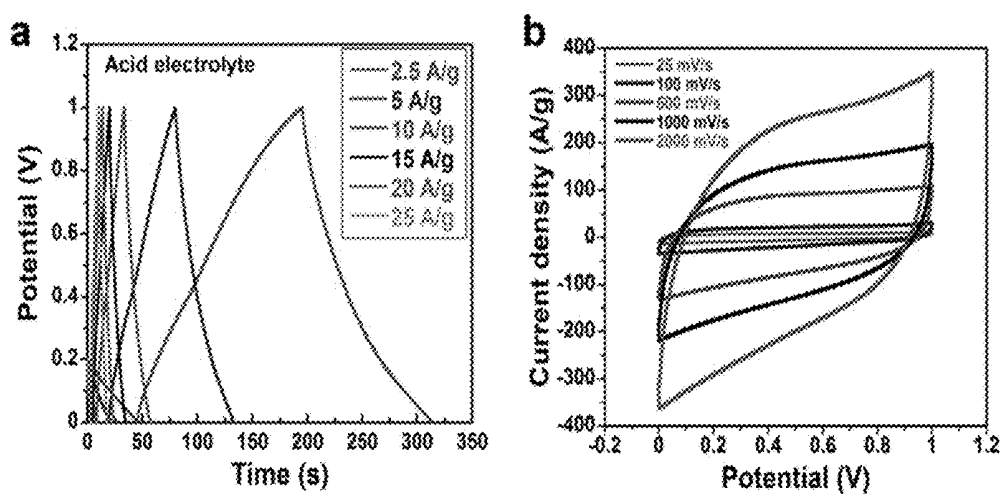 a
Acid electrolyte
2.5 A/g
5 A/g
10 A/g
15 A/g
20 A/g
25 A/g
Potential (V)
1.2
1
0.8
0.6
0.4
0.2
0
0 50 100 150 200 250 300 350
Time (s)
b
25 mV/s
100 mV/s
500 mV/s
1000 mV/s
2000 mV/s
Current density (A/g)
400
300
200
100
0
-100
-200
-300
-400
-0.2 0 0.2 0.4 0.6 0.8 1 1.2
Potential (V)